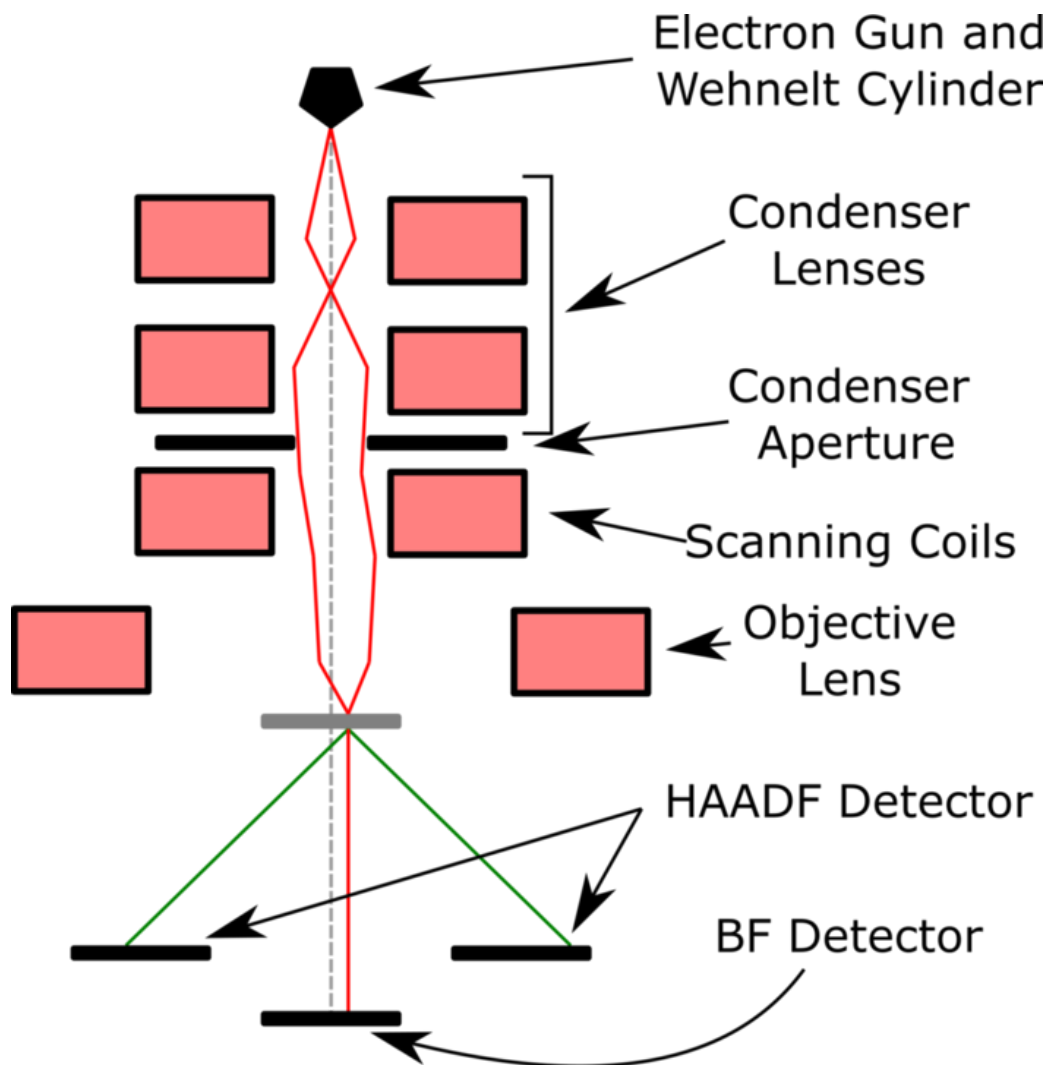 Electron Gun and
Wehnelt Cylinder
Condenser
Lenses
Condenser
Aperture
Scanning Coils
Objective
Lens
HAADF Detector
BF Detector